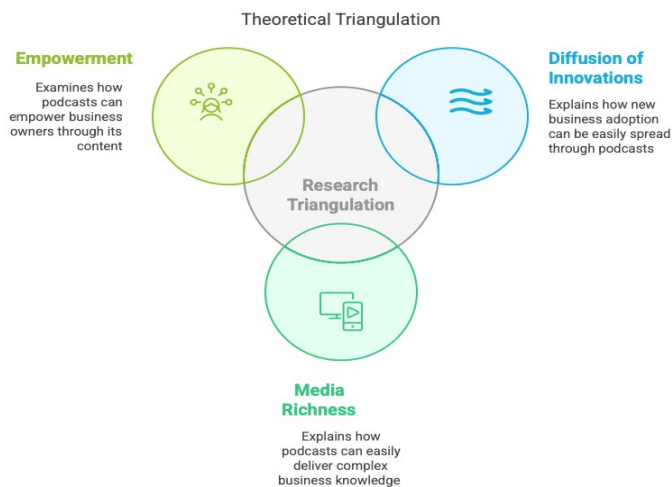 Theoretical Triangulation
Empowerment
Examines how
podcasts can
empower business
owners through its
content
Diffusion of
Innovations
Explains how new
business adoption
can be easily spread
through podcasts
Research
Triangulation
Media
Richness
Explains how
podcasts can easily
deliver complex
business knowledge